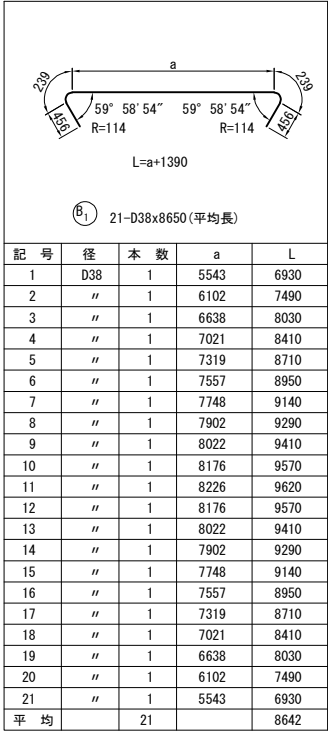 a
239
239
456
59° 58′54″
59° 58′54″
456
R=114
R=114
L=a+1390
B1 21-D38x8650(平均長)
記 号 径 本 数 a L
1 D38 1 5543 6930
2 〃 1 6102 7490
3 〃 1 6638 8030
4 〃 1 7021 8410
5 〃 1 7319 8710
6 〃 1 7557 8950
7 〃 1 7748 9140
8 〃 1 7902 9290
9 〃 1 8022 9410
10 〃 1 8176 9570
11 〃 1 8226 9620
12 〃 1 8176 9570
13 〃 1 8022 9410
14 〃 1 7902 9290
15 〃 1 7748 9140
16 〃 1 7557 8950
17 〃 1 7319 8710
18 〃 1 7021 8410
19 〃 1 6638 8030
20 〃 1 6102 7490
21 〃 1 5543 6930
平 均 21 8642